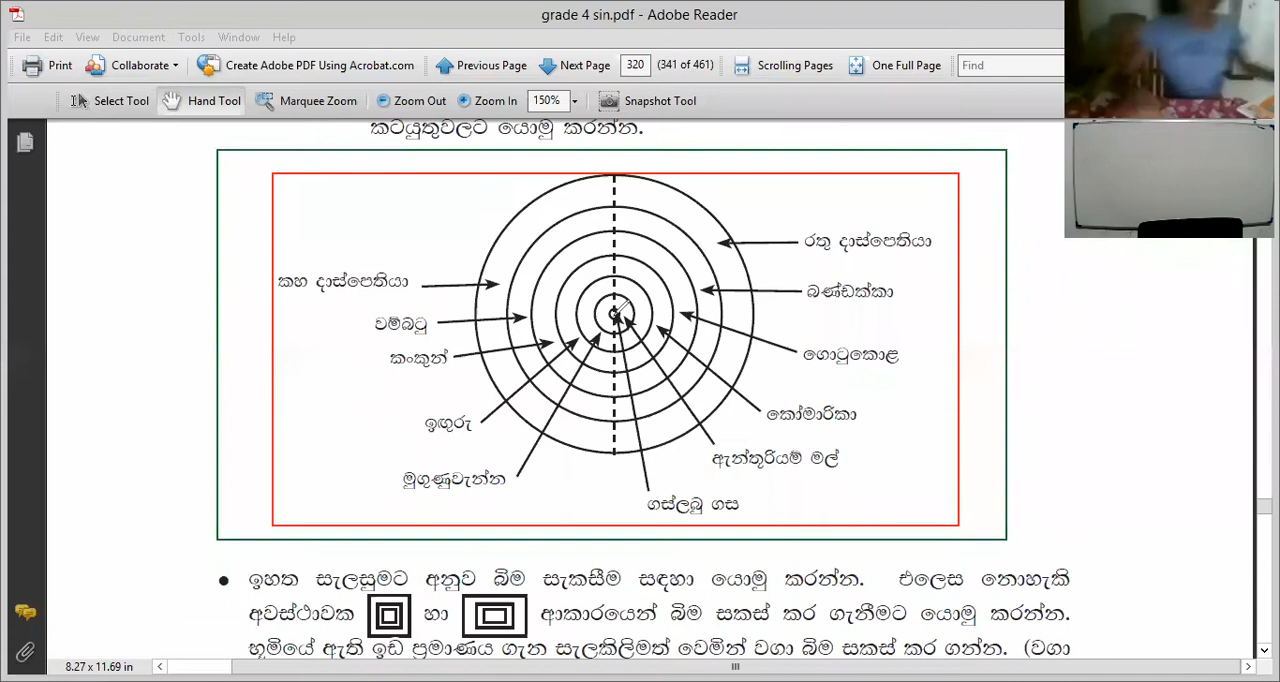 grade 4 sin.pdf - Adobe Reader
File Edit View Document Tools Window Help
Print Collaborate Create Adobe PDF Using Acrobat.com Previous Page Next Page 320 (341 of 461) Scrolling Pages One Full Page Find
Select Tool Hand Tool Marquee Zoom Zoom Out Zoom In 150% Snapshot Tool
කටයුතුවලට යොමු කරන්න.
රතු දාස්පෙතියා
කහ දාස්පෙතියා
බණ්ඩක්කා
වම්බටු
කංකුන්
ගොටුකොළ
ඉඟුරු
කෝමාරිකා
ඇන්තූරියම් මල්
මුගුණුවැන්න
ගස්ලබු ගස
• ඉහත සැලසුමට අනුව බිම සැකසීම සඳහා යොමු කරන්න. එලෙස නොහැකි
අවස්ථාවක හා ආකාරයෙන් බිම සකස් කර ගැනීමට යොමු කරන්න.
භූමියේ ඇති ඉඩ ප්‍රමාණය ගැන සැලකිලිමත් වෙමින් වගා බිම සකස් කර ගන්න. (වගා
8.27 x 11.69 in